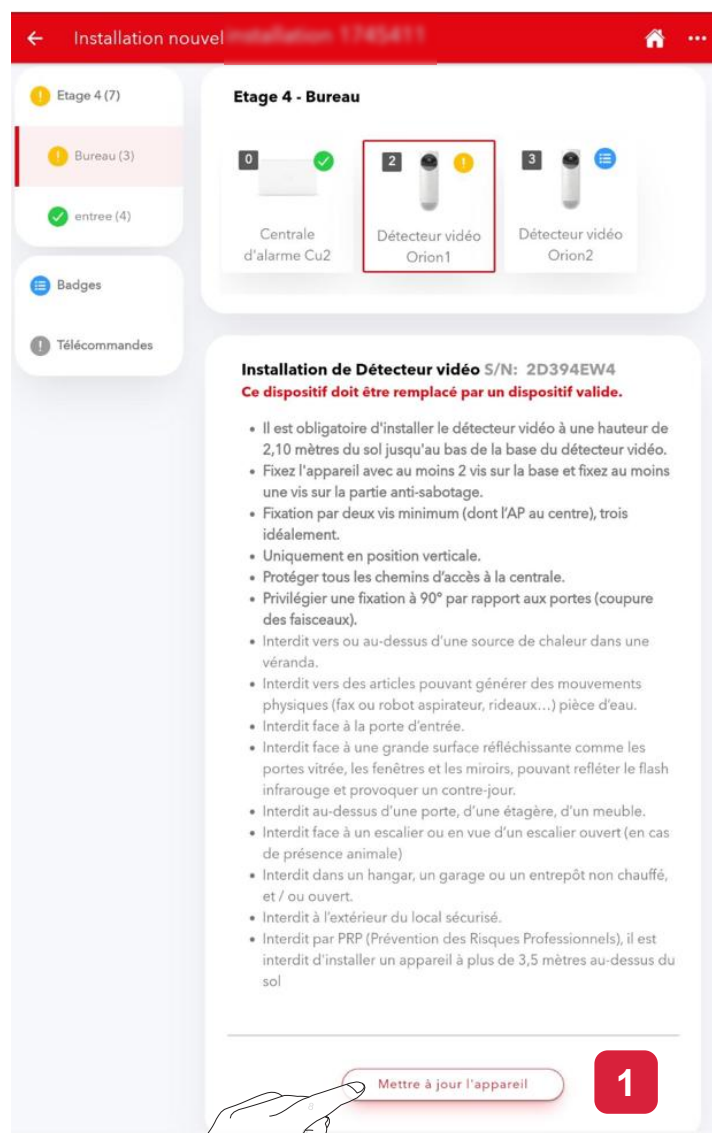 Installation nouvel
Etage 4 (7)
Bureau (3)
entree (4)
Badges
Télécommandes
Etage 4 - Bureau
0
Centrale
d'alarme Cu2
2
Détecteur vidéo
Orion1
3
Détecteur vidéo
Orion2
Installation de Détecteur vidéo S/N: 2D394EW4
Ce dispositif doit être remplacé par un dispositif valide.
• Il est obligatoire d'installer le détecteur vidéo à une hauteur de
2,10 mètres du sol jusqu'au bas de la base du détecteur vidéo.
• Fixez l'appareil avec au moins 2 vis sur la base et fixez au moins
une vis sur la partie anti-sabotage.
• Fixation par deux vis minimum (dont l'AP au centre), trois
idéalement.
• Uniquement en position verticale.
• Protéger tous les chemins d'accès à la centrale.
• Privilégier une fixation à 90° par rapport aux portes (coupure
des faisceaux).
• Interdit vers ou au-dessus d'une source de chaleur dans une
véranda.
• Interdit vers des articles pouvant générer des mouvements
physiques (fax ou robot aspirateur, rideaux...) pièce d'eau.
• Interdit face à la porte d'entrée.
• Interdit face à une grande surface réfléchissante comme les
portes vitrée, les fenêtres et les miroirs, pouvant refléter le flash
infrarouge et provoquer un contre-jour.
• Interdit au-dessus d'une porte, d'une étagère, d'un meuble.
• Interdit face à un escalier ou en vue d'un escalier ouvert (en cas
de présence animale)
• Interdit dans un hangar, un garage ou un entrepôt non chauffé,
et / ou ouvert.
• Interdit à l'extérieur du local sécurisé.
• Interdit par PRP (Prévention des Risques Professionnels), il est
interdit d'installer un appareil à plus de 3,5 mètres au-dessus du
sol
Mettre à jour l'appareil
1
8